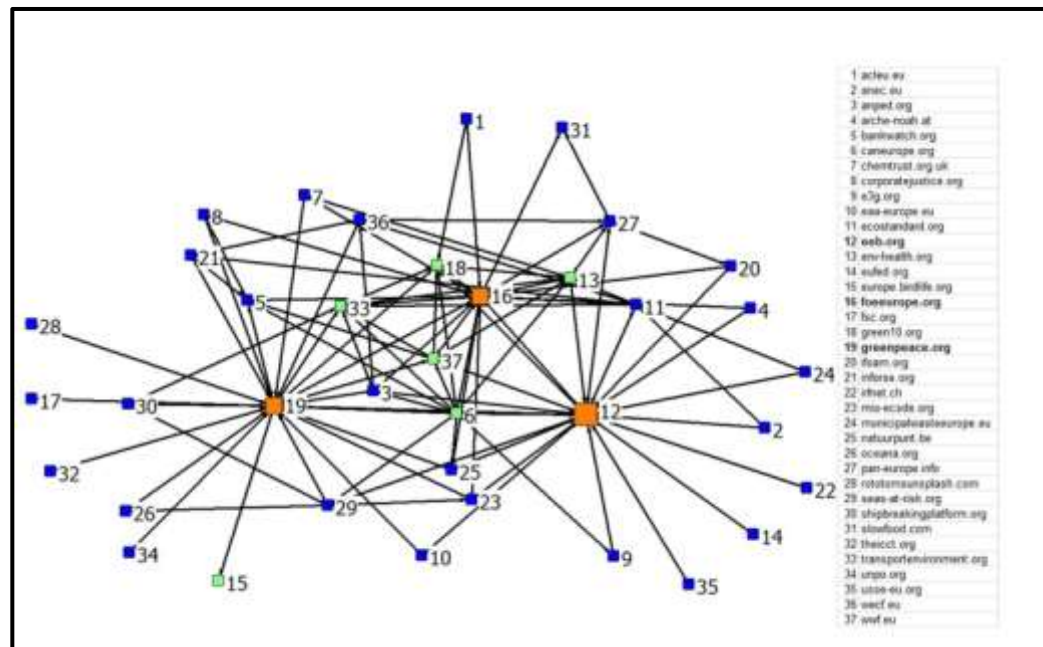 1
31
7
36
8
27
21
18
20
13
16
5
33
11
4
28
37
24
3
17
30
19
6
12
2
32
25
22
26
29
23
14
34
10
9
15
35
1 acfeu.eu
2 anec.eu
3 anped.org
4 arche-noah.at
5 bankwatch.org
6 caneurope.org
7 chemtrust.org.uk
8 corporatejustice.org
9 e3g.org
10 eaa-europe.eu
11 ecostandard.org
12 eeb.org
13 env-health.org
14 eufed.org
15 europe.birdlife.org
16 foeeurope.org
17 fsc.org
18 green10.org
19 greenpeace.org
20 ifoam.org
21 inforse.org
22 irfnet.ch
23 mio-ecsde.org
24 municipalwasteeurope.eu
25 natuurpunt.be
26 oceana.org
27 pan-europe.info
28 rototomsunsplash.com
29 seas-at-risk.org
30 shipbreakingplatform.org
31 slowfood.com
32 theicct.org
33 transportenvironment.org
34 unpo.org
35 usse-eu.org
36 wecf.eu
37 wwf.eu